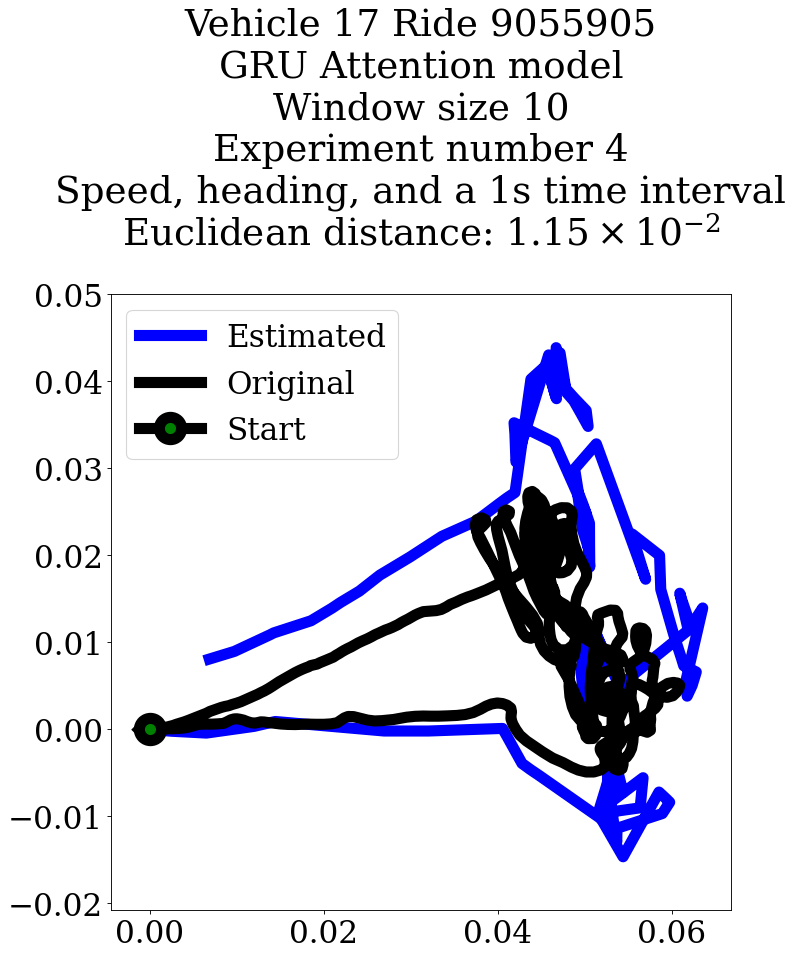 Vehicle 17 Ride 9055905
GRU Attention model
Window size 10
Experiment number 4
Speed, heading, and a 1s time interval
Euclidean distance: 1.15 × 10⁻²
0.05
Estimated
0.04
Original
Start
0.03
0.02
0.01
0.00
−0.01
−0.02
0.00 0.02 0.04 0.06